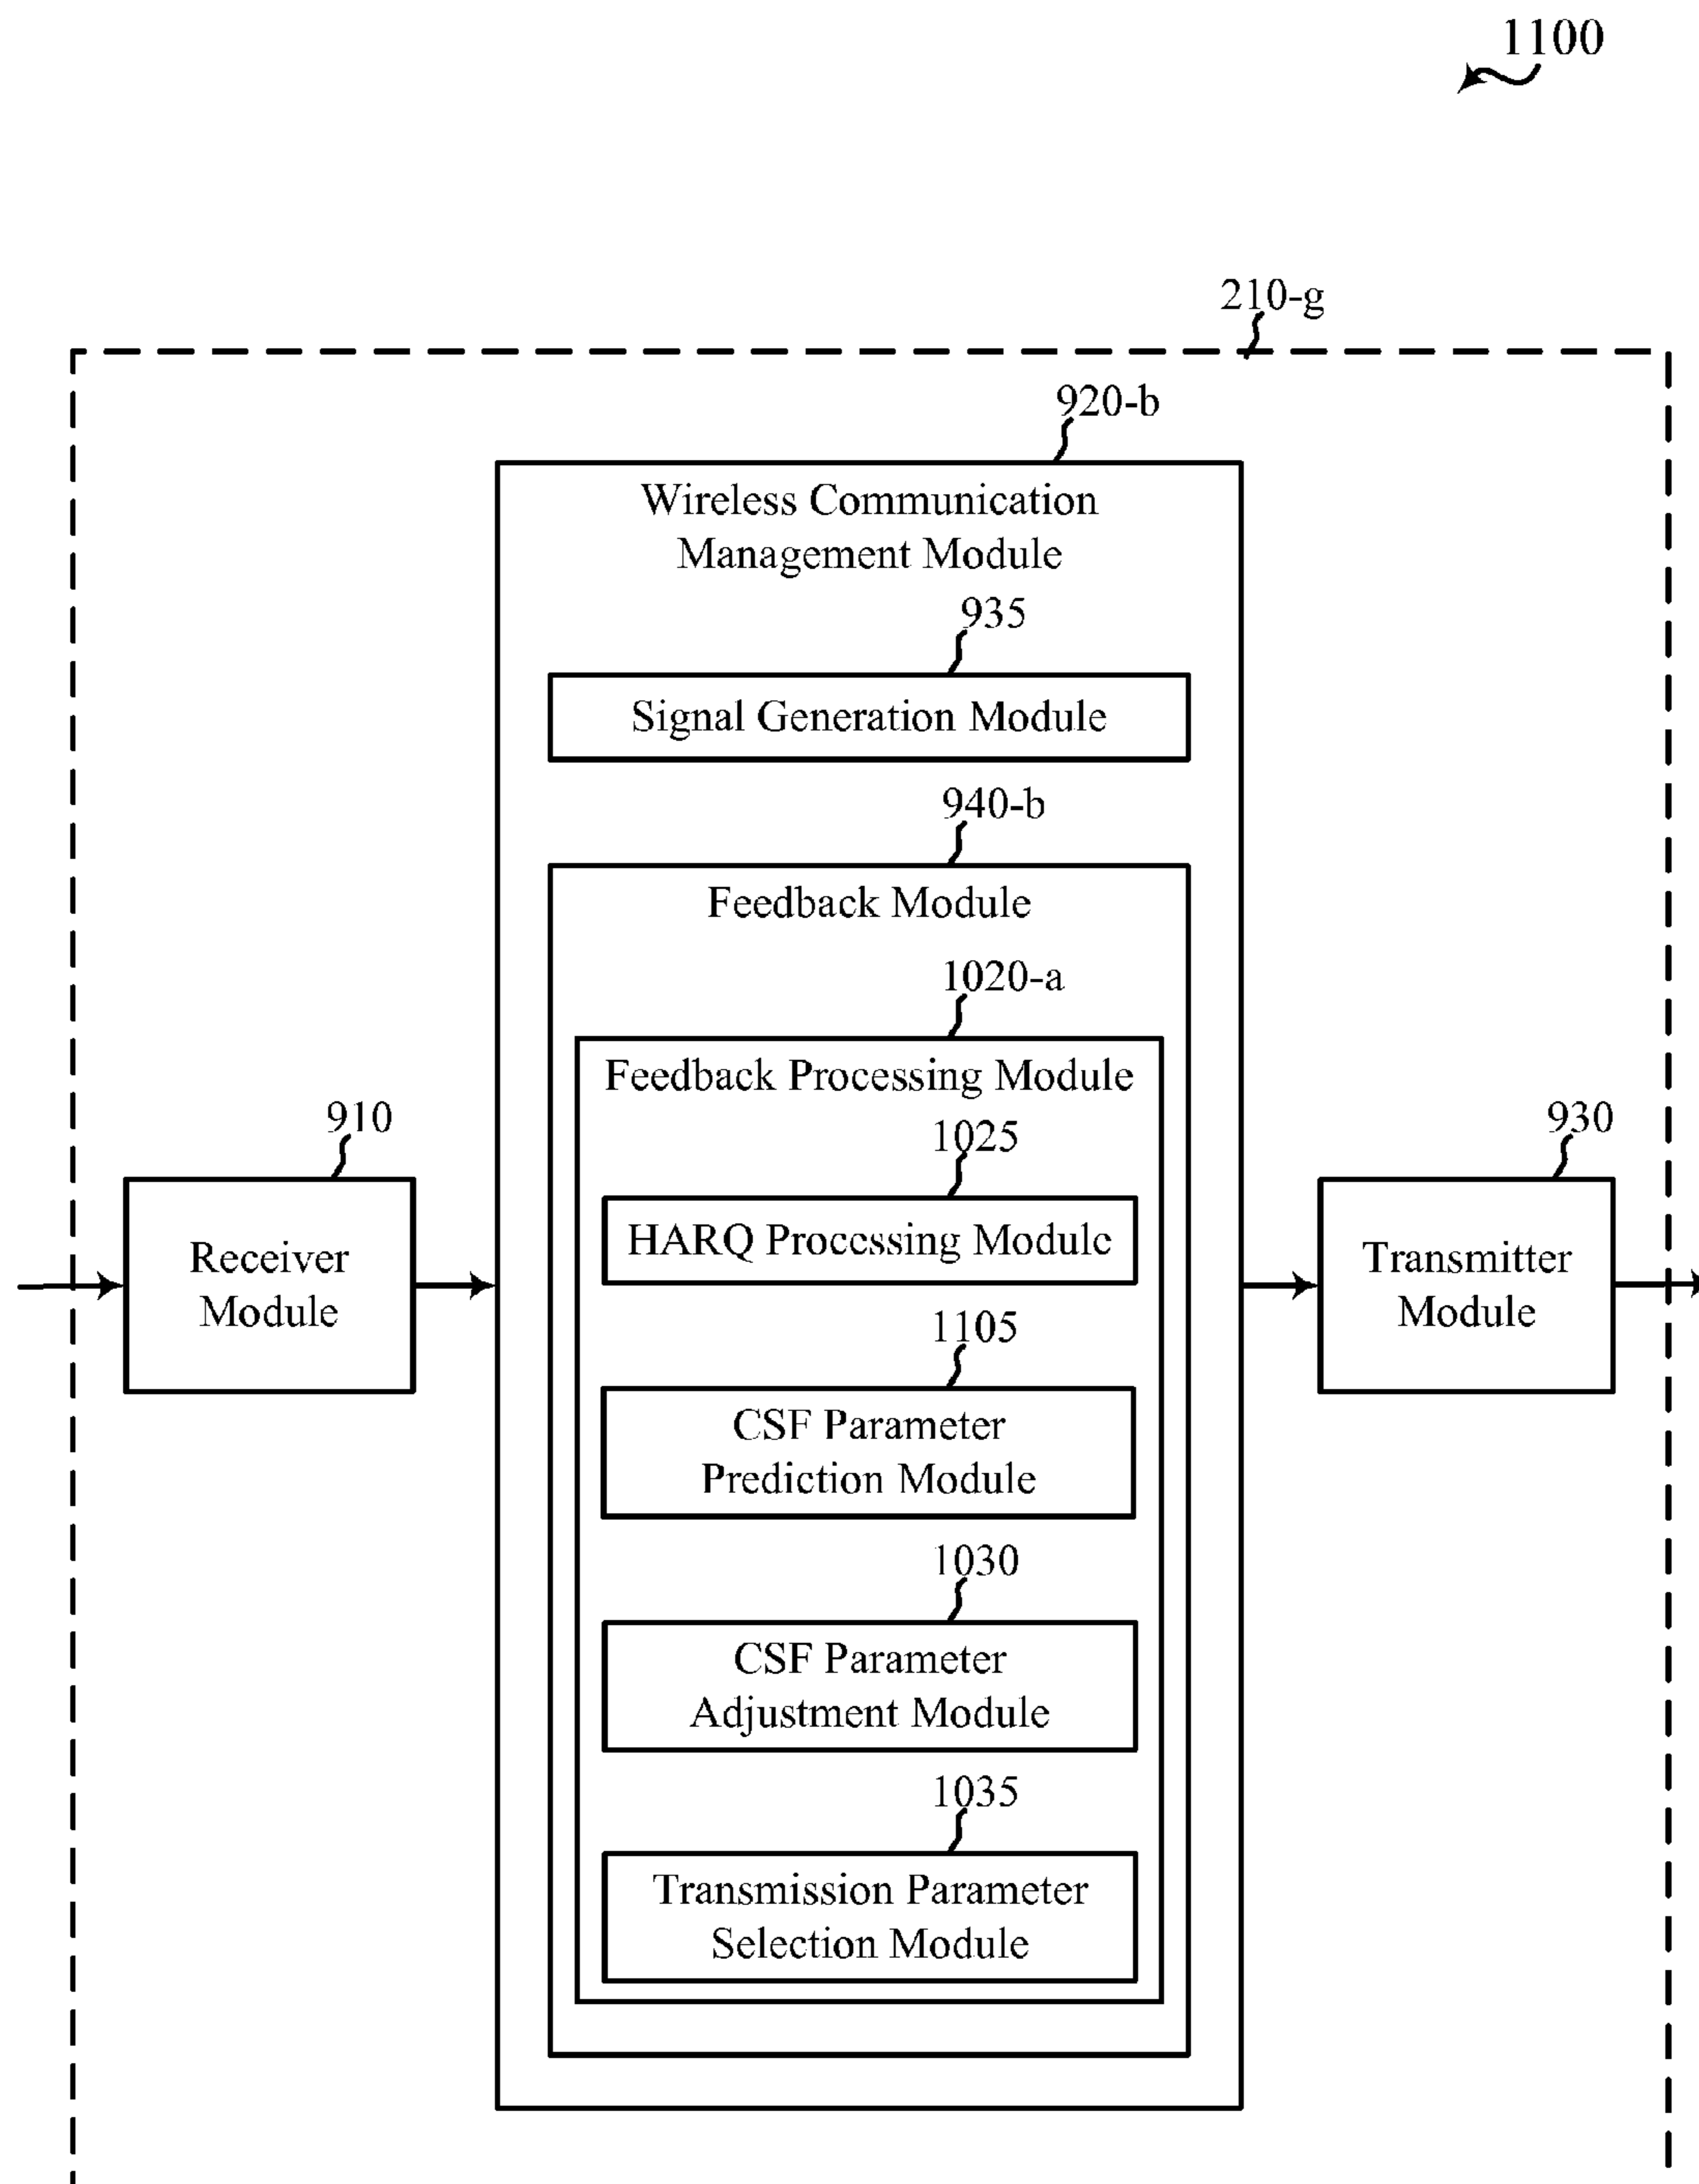 1100
210-g
920-b
Wireless Communication
Management Module
935
Signal Generation Module
940-b
Feedback Module
1020-a
Feedback Processing Module
1025
HARQ Processing Module
910
Receiver
Module
930
Transmitter
Module
1105
CSF Parameter
Prediction Module
1030
CSF Parameter
Adjustment Module
1035
Transmission Parameter
Selection Module